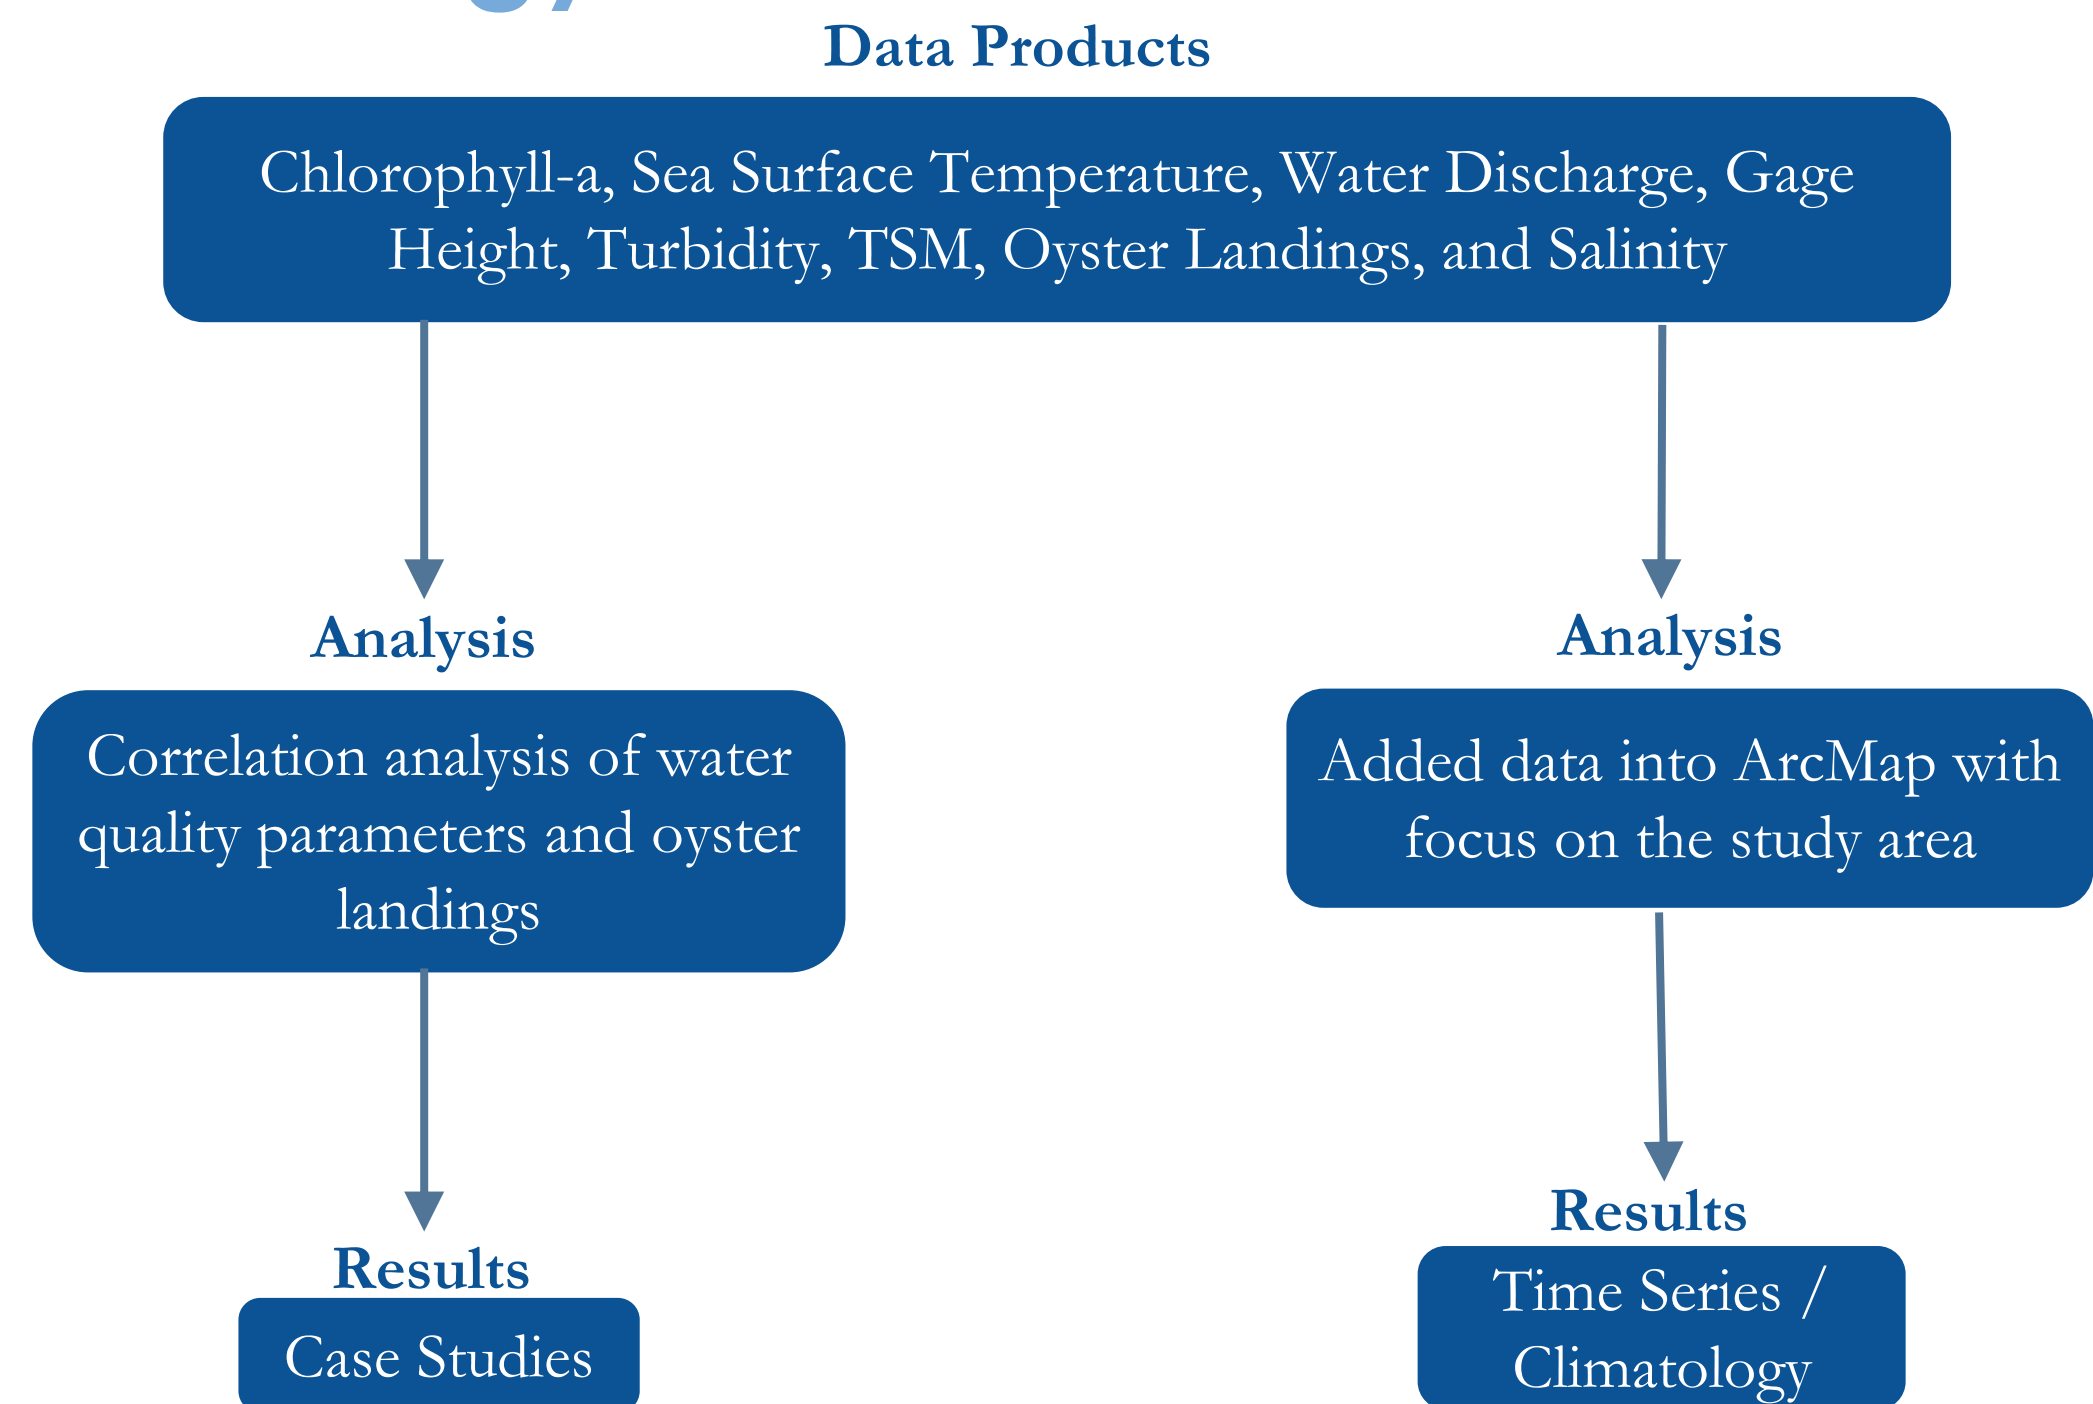 Data Products
Chlorophyll-a, Sea Surface Temperature, Water Discharge, Gage
Height, Turbidity, TSM, Oyster Landings, and Salinity
Analysis
Correlation analysis of water
quality parameters and oyster
landings
Results
Case Studies
Analysis
Added data into ArcMap with
focus on the study area
Results
Time Series /
Climatology